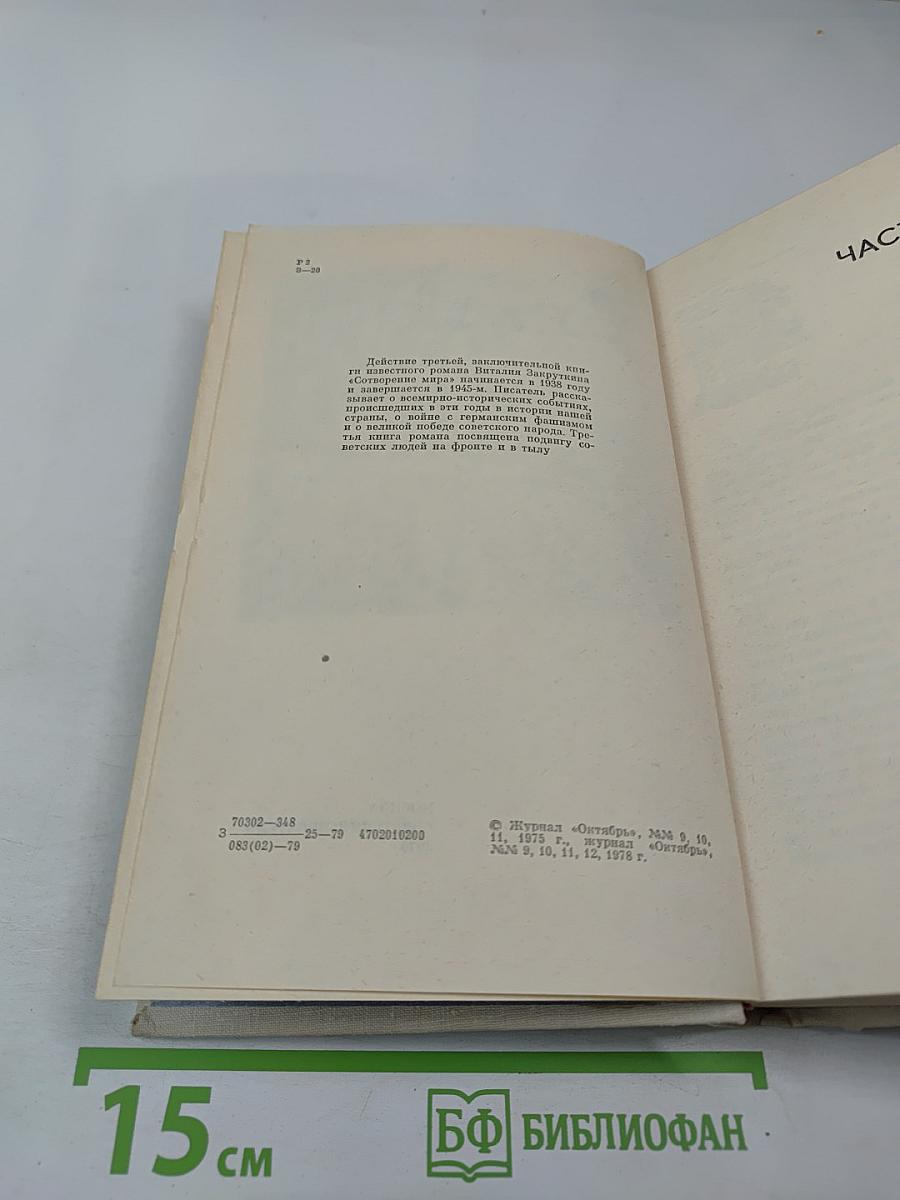 Р 2
З—20
Действие третьей, заключительной кни-
ги известного романа Виталия Закруткина
«Сотворение мира» начинается в 1938 году
и завершается в 1945-м. Писатель расска-
зывает о всемирно-исторических событиях,
происшедших в эти годы в истории нашей
страны, о войне с германским фашизмом
и о великой победе советского народа. Тре-
тья книга романа посвящена подвигу со-
ветских людей на фронте и в тылу
70302—348
З ——— 25—79 4702010200
083(02)—79
© Журнал «Октябрь», №№ 9, 10,
11, 1975 г., журнал «Октябрь»,
№№ 9, 10, 11, 12, 1978 г.
ЧАСТ
15 см
БФ БИБЛИОФАН